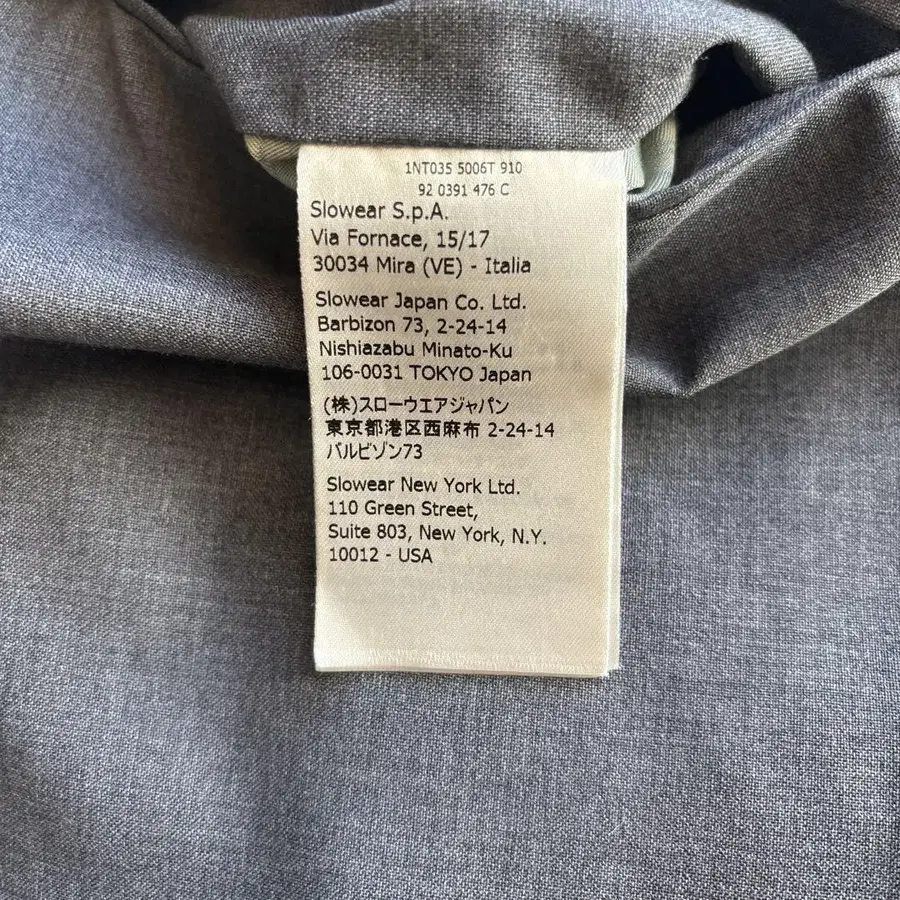 1NT035 5006T 910
92 0391 476 C
Slowear S.p.A.
Via Fornace, 15/17
30034 Mira (VE) - Italia
Slowear Japan Co. Ltd.
Barbizon 73, 2-24-14
Nishiazabu Minato-Ku
106-0031 TOKYO Japan
(株)スローウエアジャパン
東京都港区西麻布 2-24-14
バルビゾン73
Slowear New York Ltd.
110 Green Street,
Suite 803, New York, N.Y.
10012 - USA